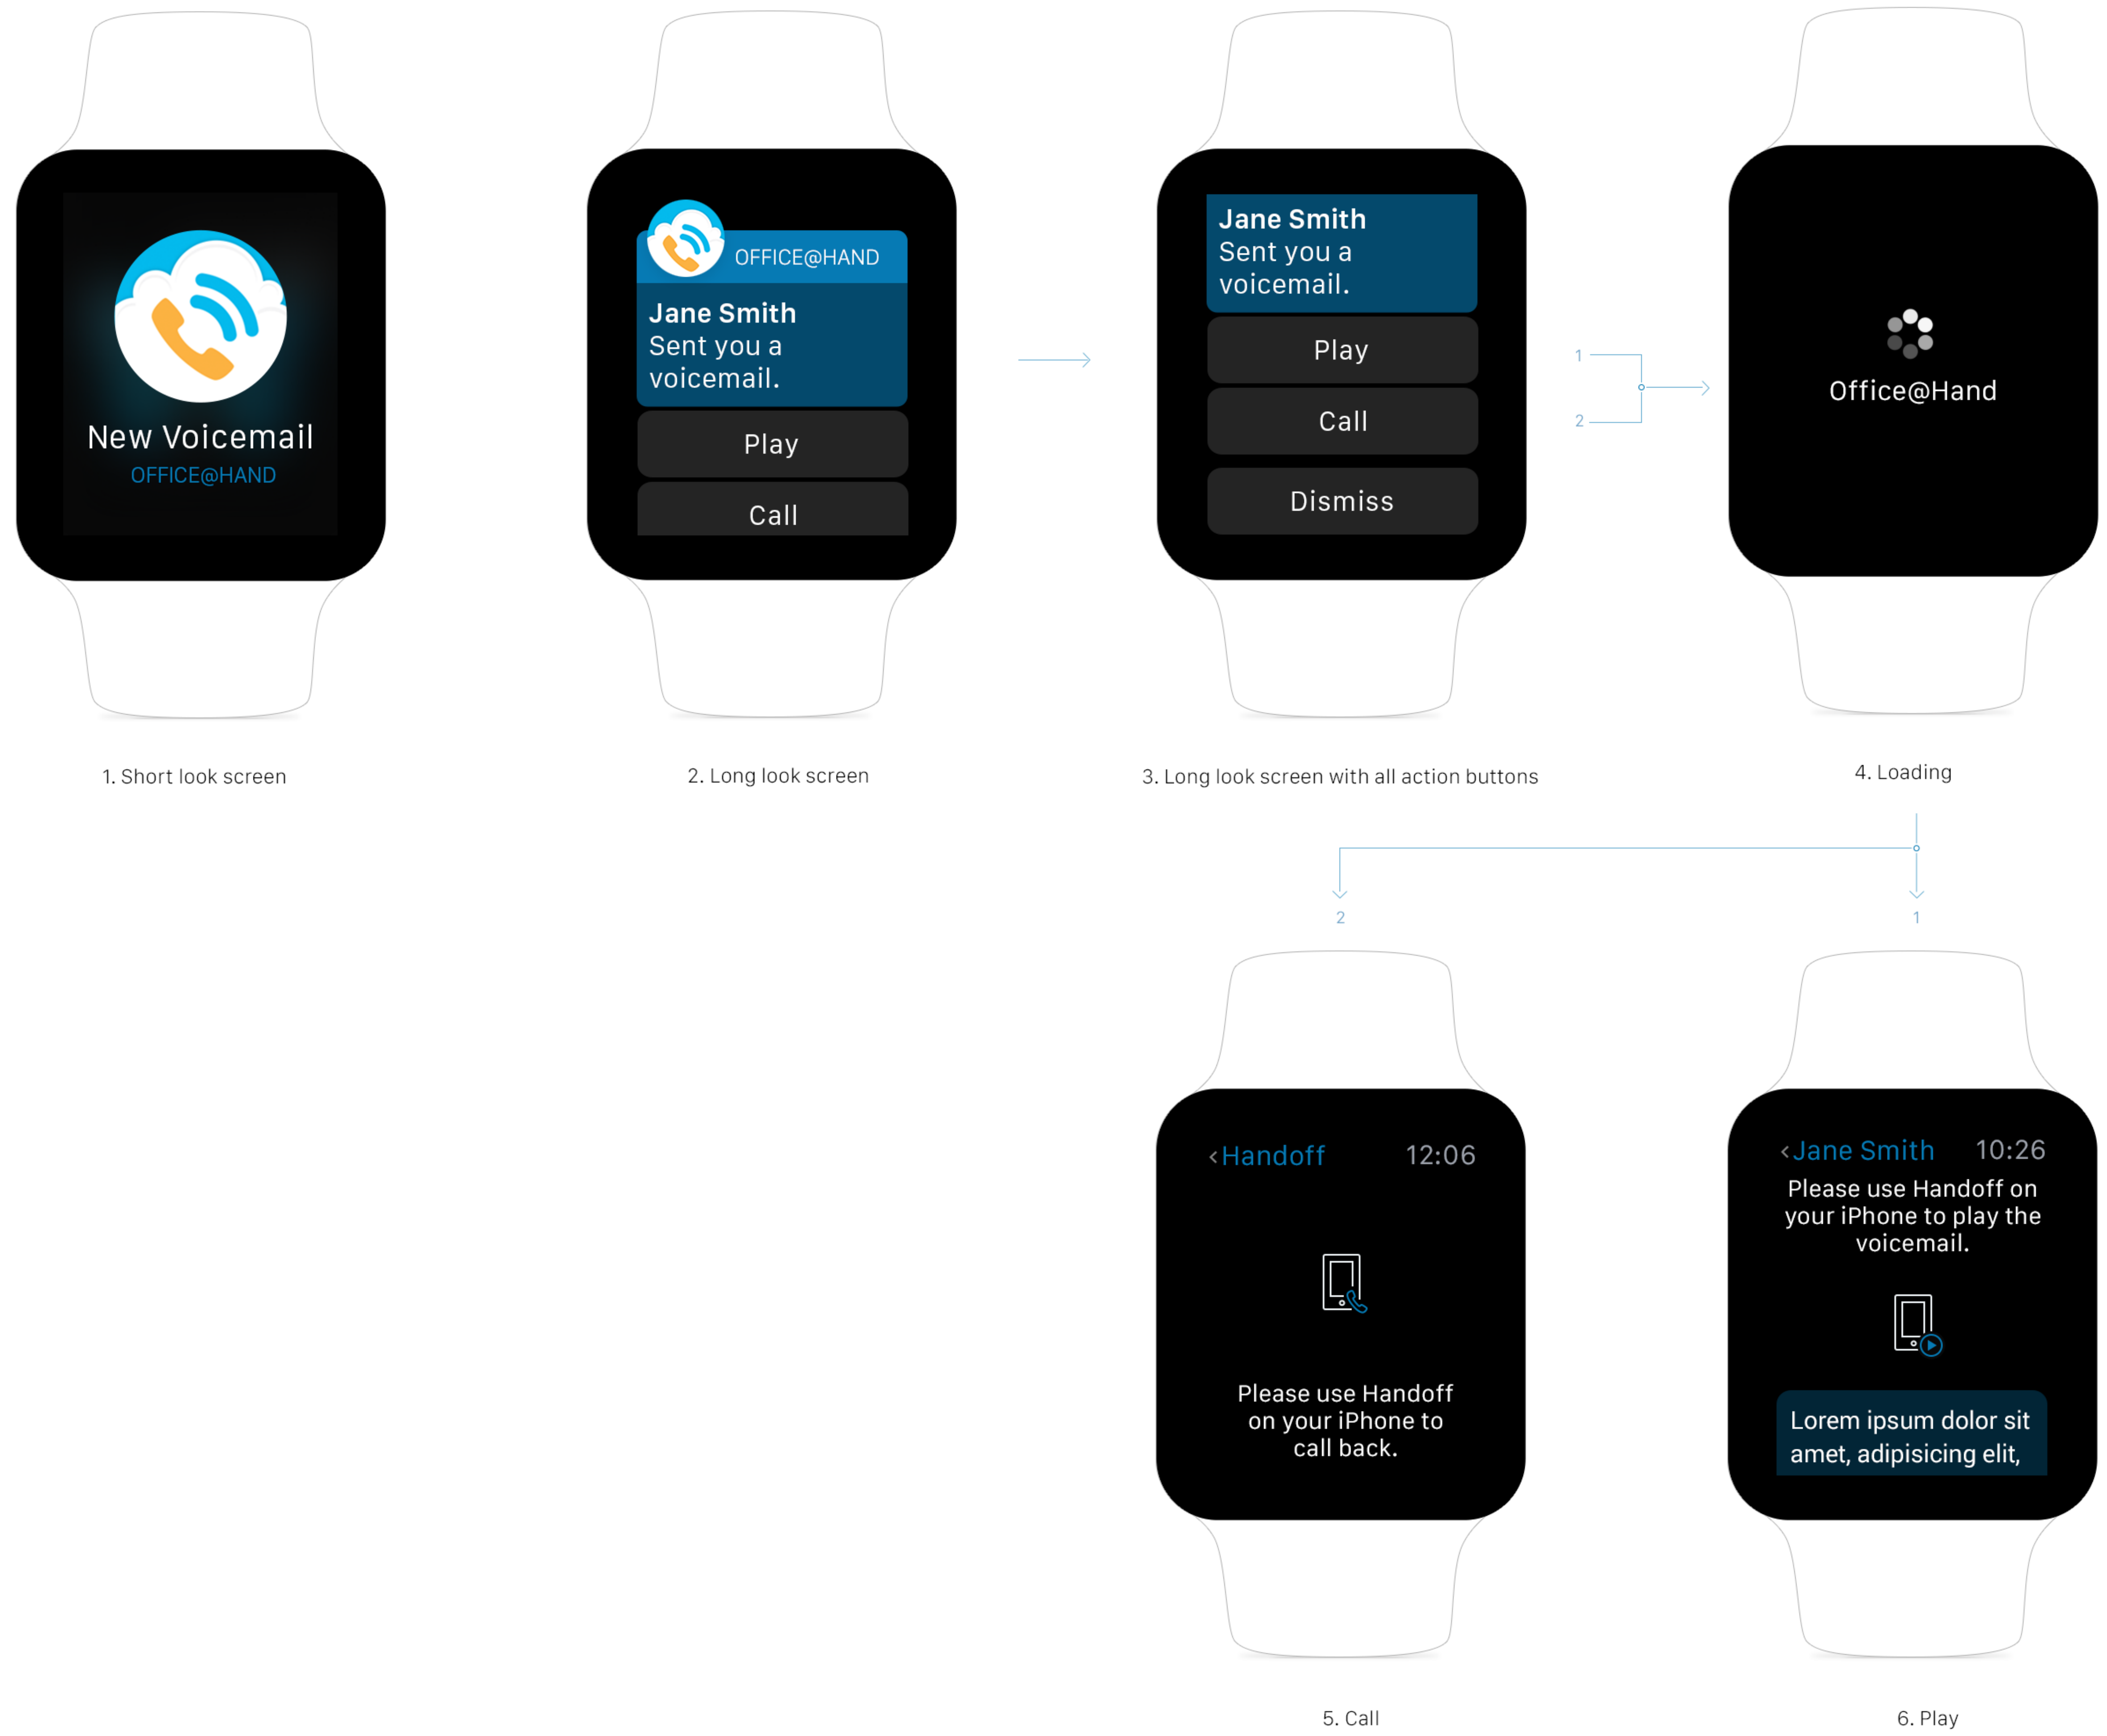 New Voicemail
OFFICE@HAND
1. Short look screen
OFFICE@HAND
Jane Smith
Sent you a
voicemail.
Play
Call
2. Long look screen
Jane Smith
Sent you a
voicemail.
Play
Call
Dismiss
3. Long look screen with all action buttons
1
2
Office@Hand
4. Loading
2
1
‹Handoff 12:06
Please use Handoff
on your iPhone to
call back.
5. Call
‹Jane Smith 10:26
Please use Handoff on
your iPhone to play the
voicemail.
Lorem ipsum dolor sit
amet, adipisicing elit,
6. Play